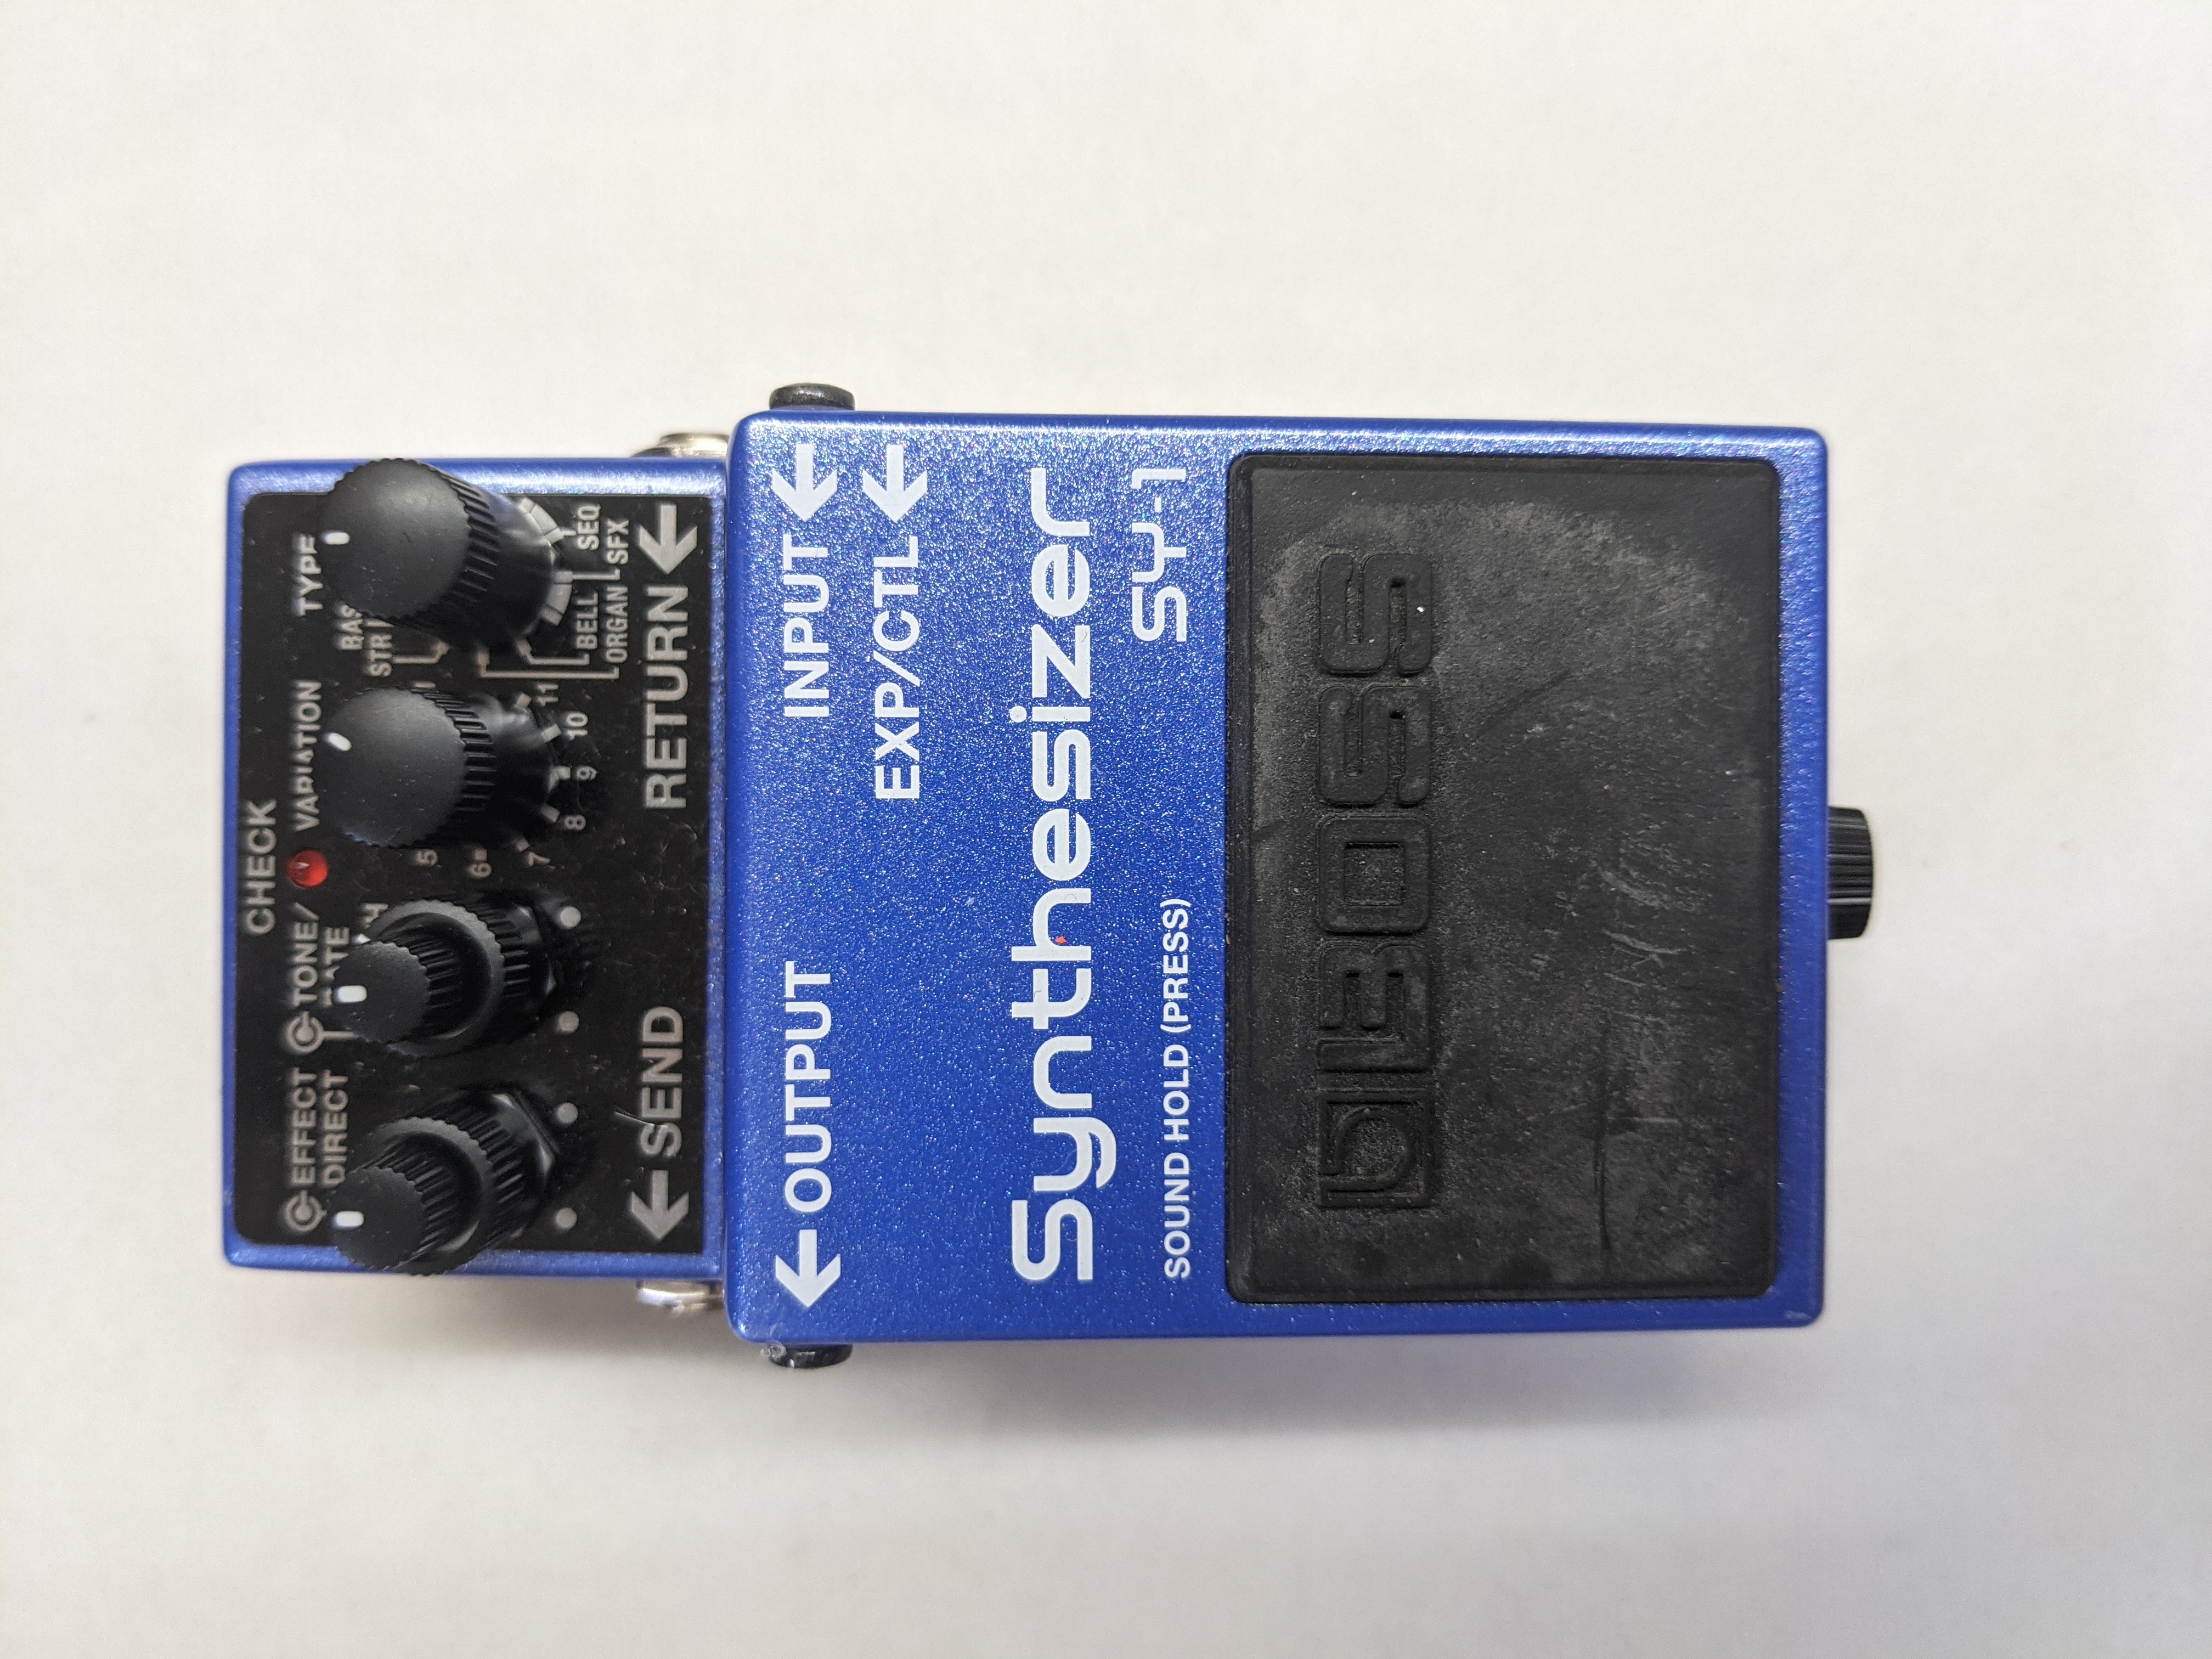 CHECK
EFFECT
DIRECT
TONE/
VARIATION
TYPE
5
6
7
8
9
10
11
STR
BELL
ORGAN
SEQ
SFX
SEND
RETURN
OUTPUT
INPUT
EXP/CTL
Synthesizer
SOUND HOLD (PRESS)
SY-1
BOSS